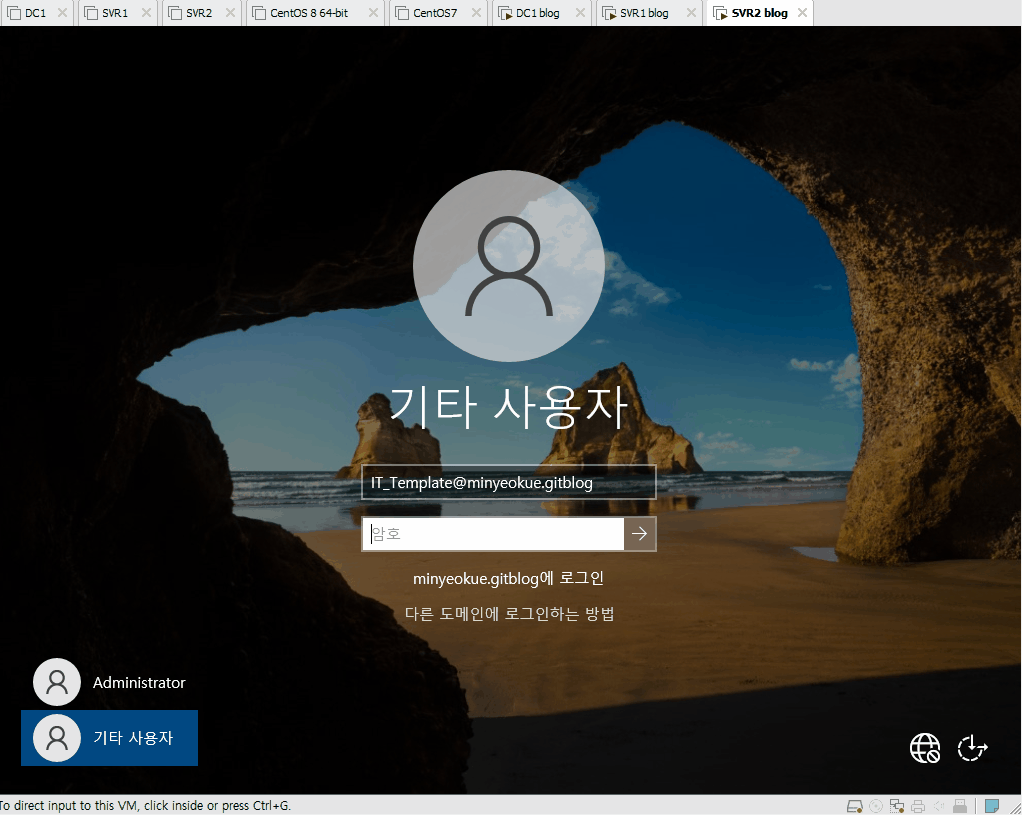 DC1
SVR1
SVR2
CentOS 8 64-bit
CentOS7
DC1 blog
SVR1 blog
SVR2 blog
기타 사용자
IT_Template@minyeokue.gitblog
암호
minyeokue.gitblog에 로그인
다른 도메인에 로그인하는 방법
Administrator
기타 사용자
To direct input to this VM, click inside or press Ctrl+G.